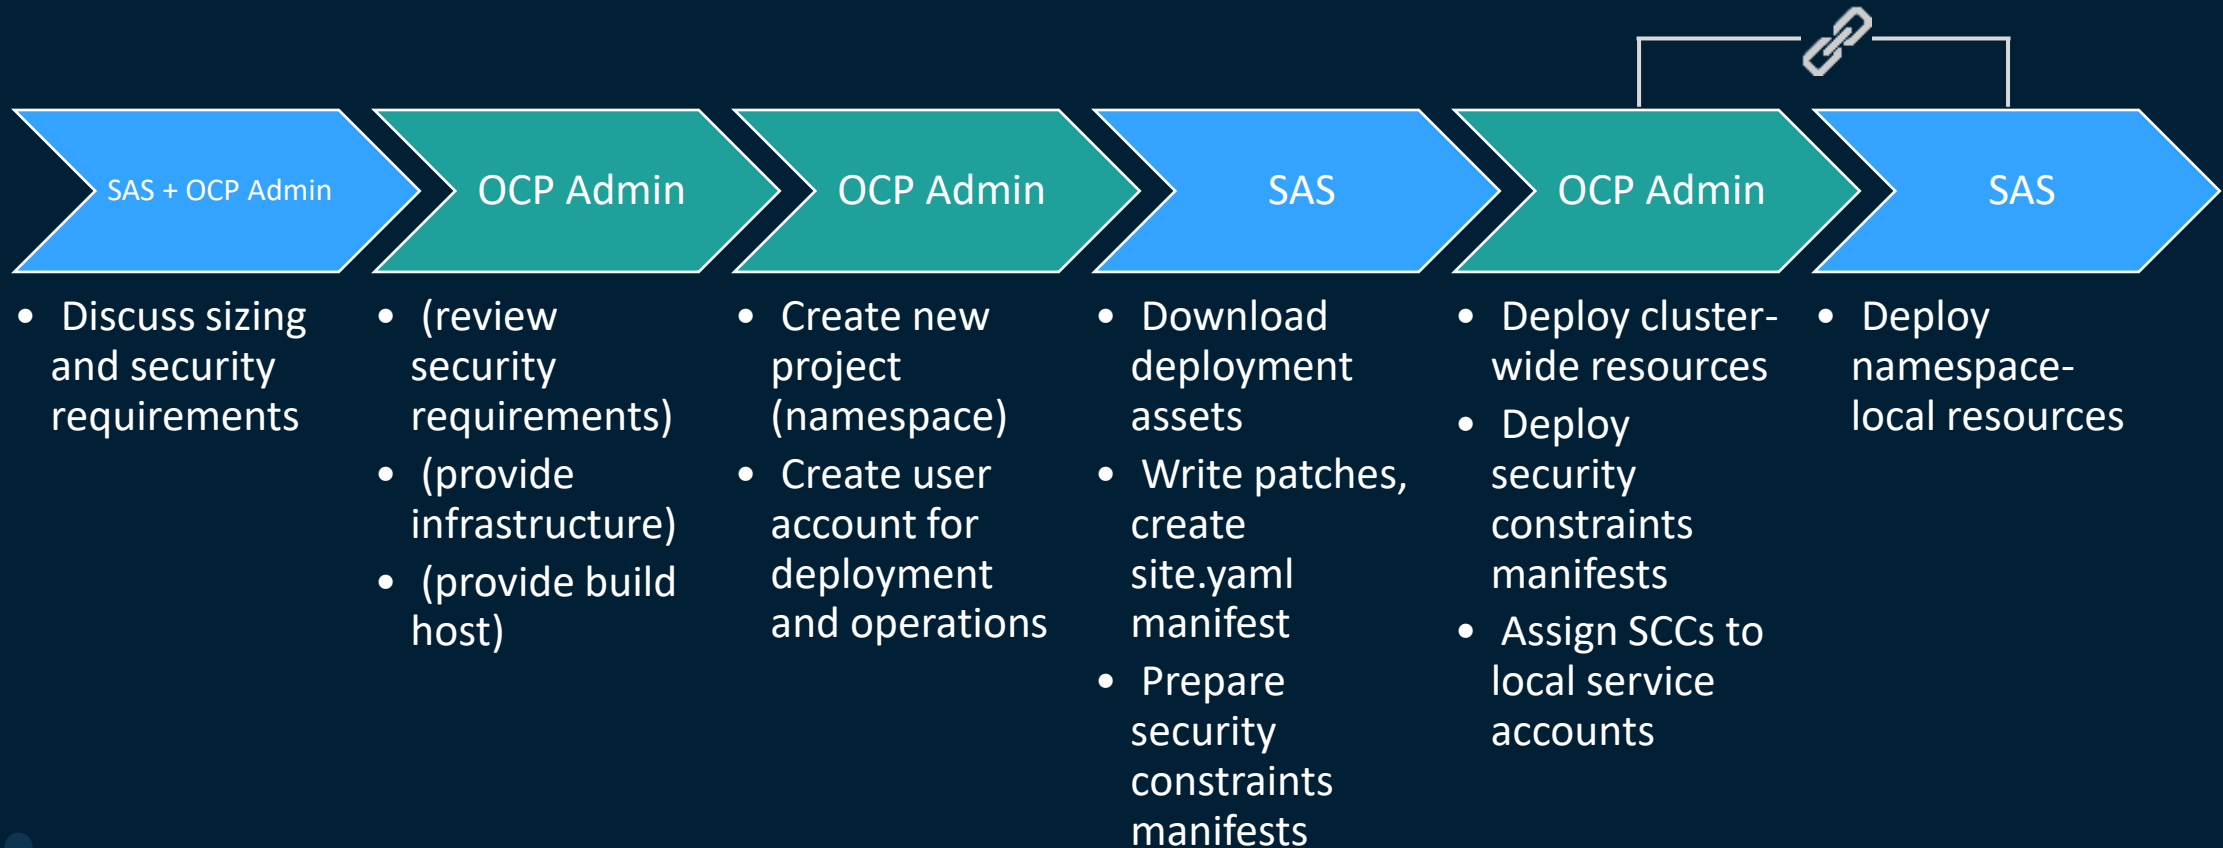 SAS + OCP Admin
OCP Admin
OCP Admin
SAS
OCP Admin
SAS
• Discuss sizing
and security
requirements
• (review
security
requirements)
• (provide
infrastructure)
• (provide build
host)
• Create new
project
(namespace)
• Create user
account for
deployment
and operations
• Download
deployment
assets
• Write patches,
create
site.yaml
manifest
• Prepare
security
constraints
manifests
• Deploy cluster-
wide resources
• Deploy
security
constraints
manifests
• Assign SCCs to
local service
accounts
• Deploy
namespace-
local resources